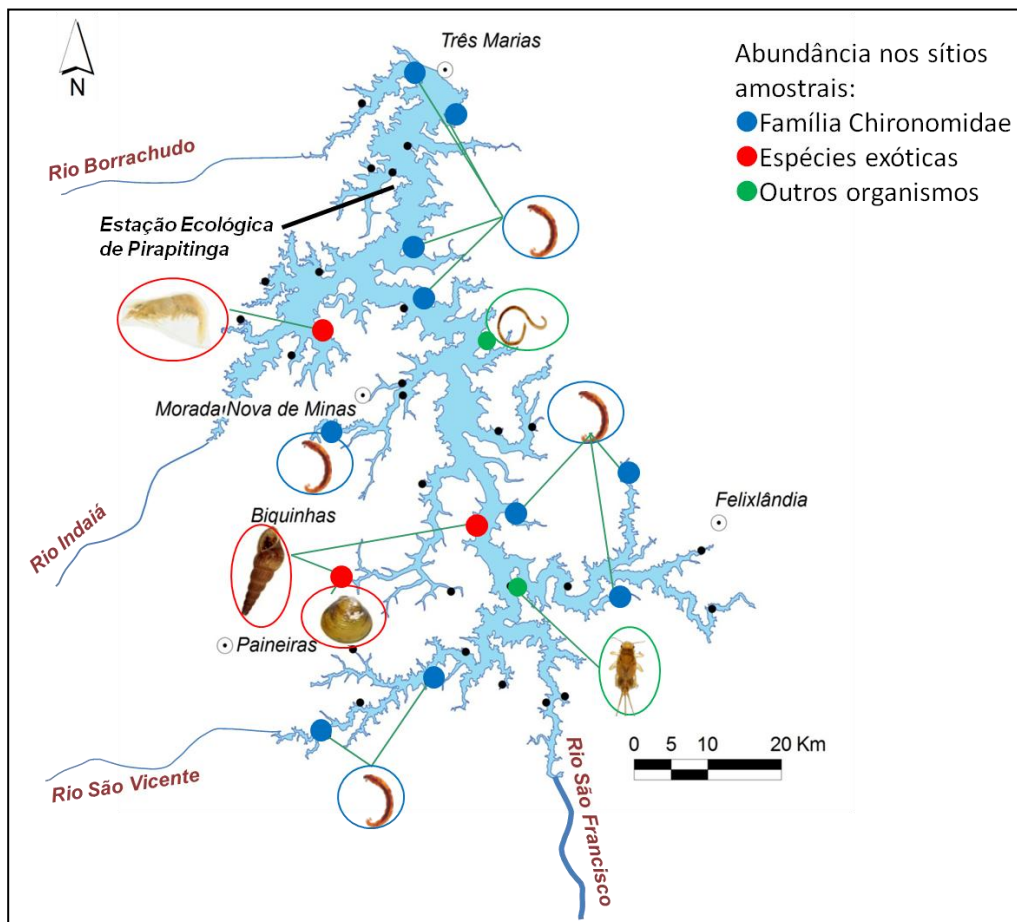 Três Marias
Abundância nos sítios
amostrais:
Família Chironomidae
Espécies exóticas
Outros organismos
N
Rio Borrachudo
Estação Ecológica
de Pirapitinga
Morada Nova de Minas
Rio Indaiá
Biquinhas
Felixlândia
Paineiras
Rio São Vicente
Rio São Francisco
0 5 10 20 Km